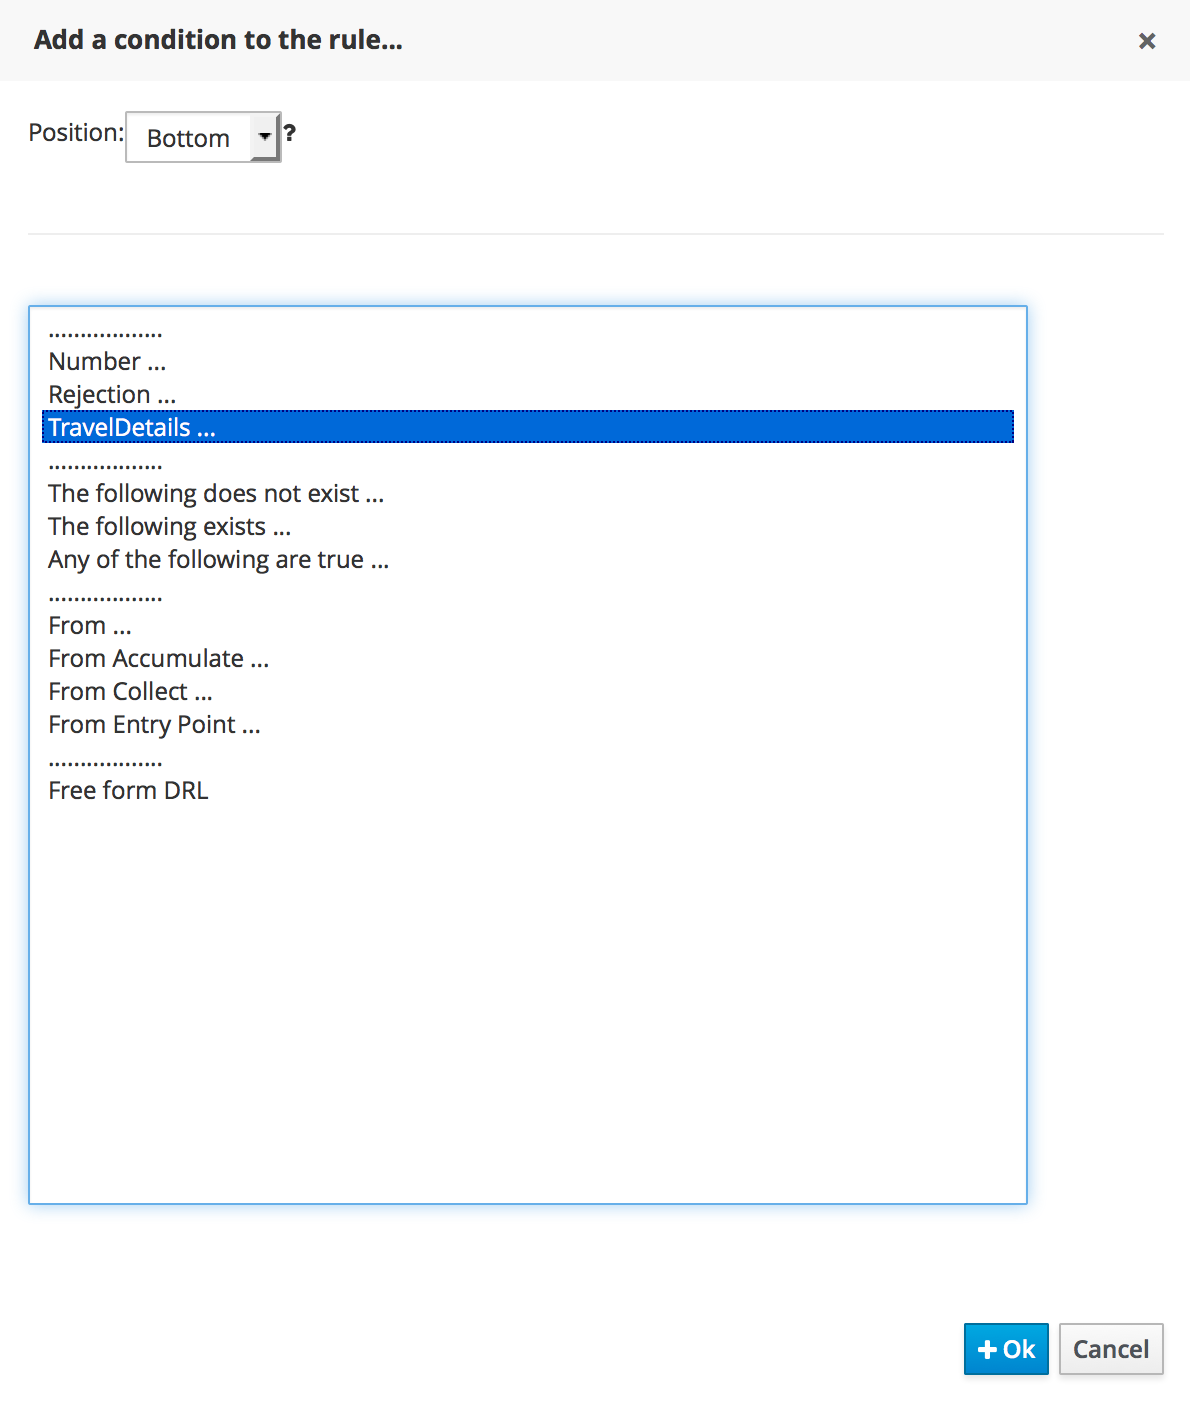 Add a condition to the rule...
×
Position: Bottom ?
..................
Number ...
Rejection ...
TravelDetails ...
..................
The following does not exist ...
The following exists ...
Any of the following are true ...
..................
From ...
From Accumulate ...
From Collect ...
From Entry Point ...
..................
Free form DRL
+ Ok Cancel